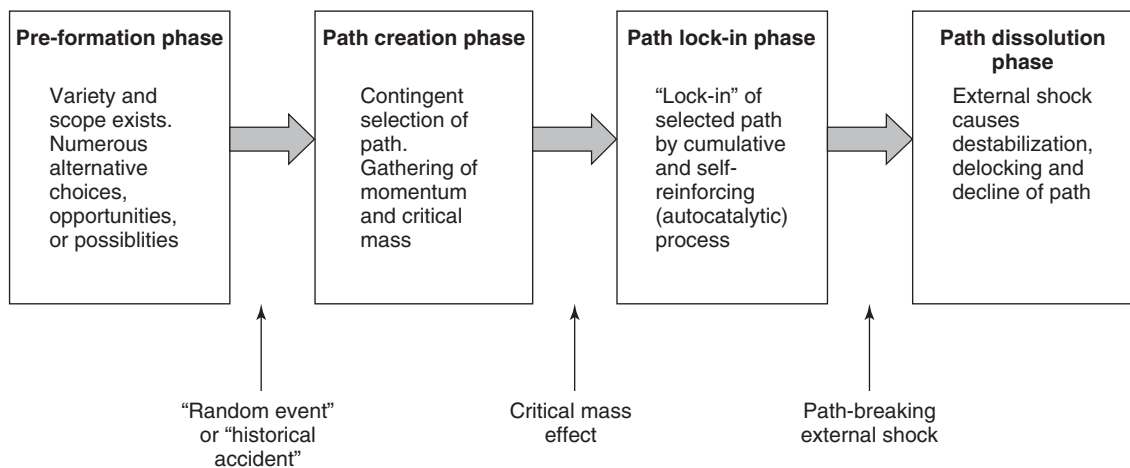 Pre-formation phase
Variety and
scope exists.
Numerous
alternative
choices,
opportunities,
or possiblities
Path creation phase
Contingent
selection of
path.
Gathering of
momentum
and critical
mass
Path lock-in phase
“Lock-in” of
selected path
by cumulative
and self-
reinforcing
(autocatalytic)
process
Path dissolution
phase
External shock
causes
destabilization,
delocking and
decline of path
“Random event”
or “historical
accident”
Critical mass
effect
Path-breaking
external shock